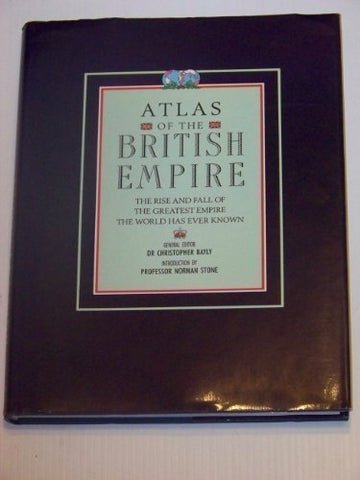 ATLAS
OF THE
BRITISH
EMPIRE
THE RISE AND FALL OF
THE GREATEST EMPIRE
THE WORLD HAS EVER KNOWN
GENERAL EDITOR
DR CHRISTOPHER BAYLY
INTRODUCTION BY
PROFESSOR NORMAN STONE